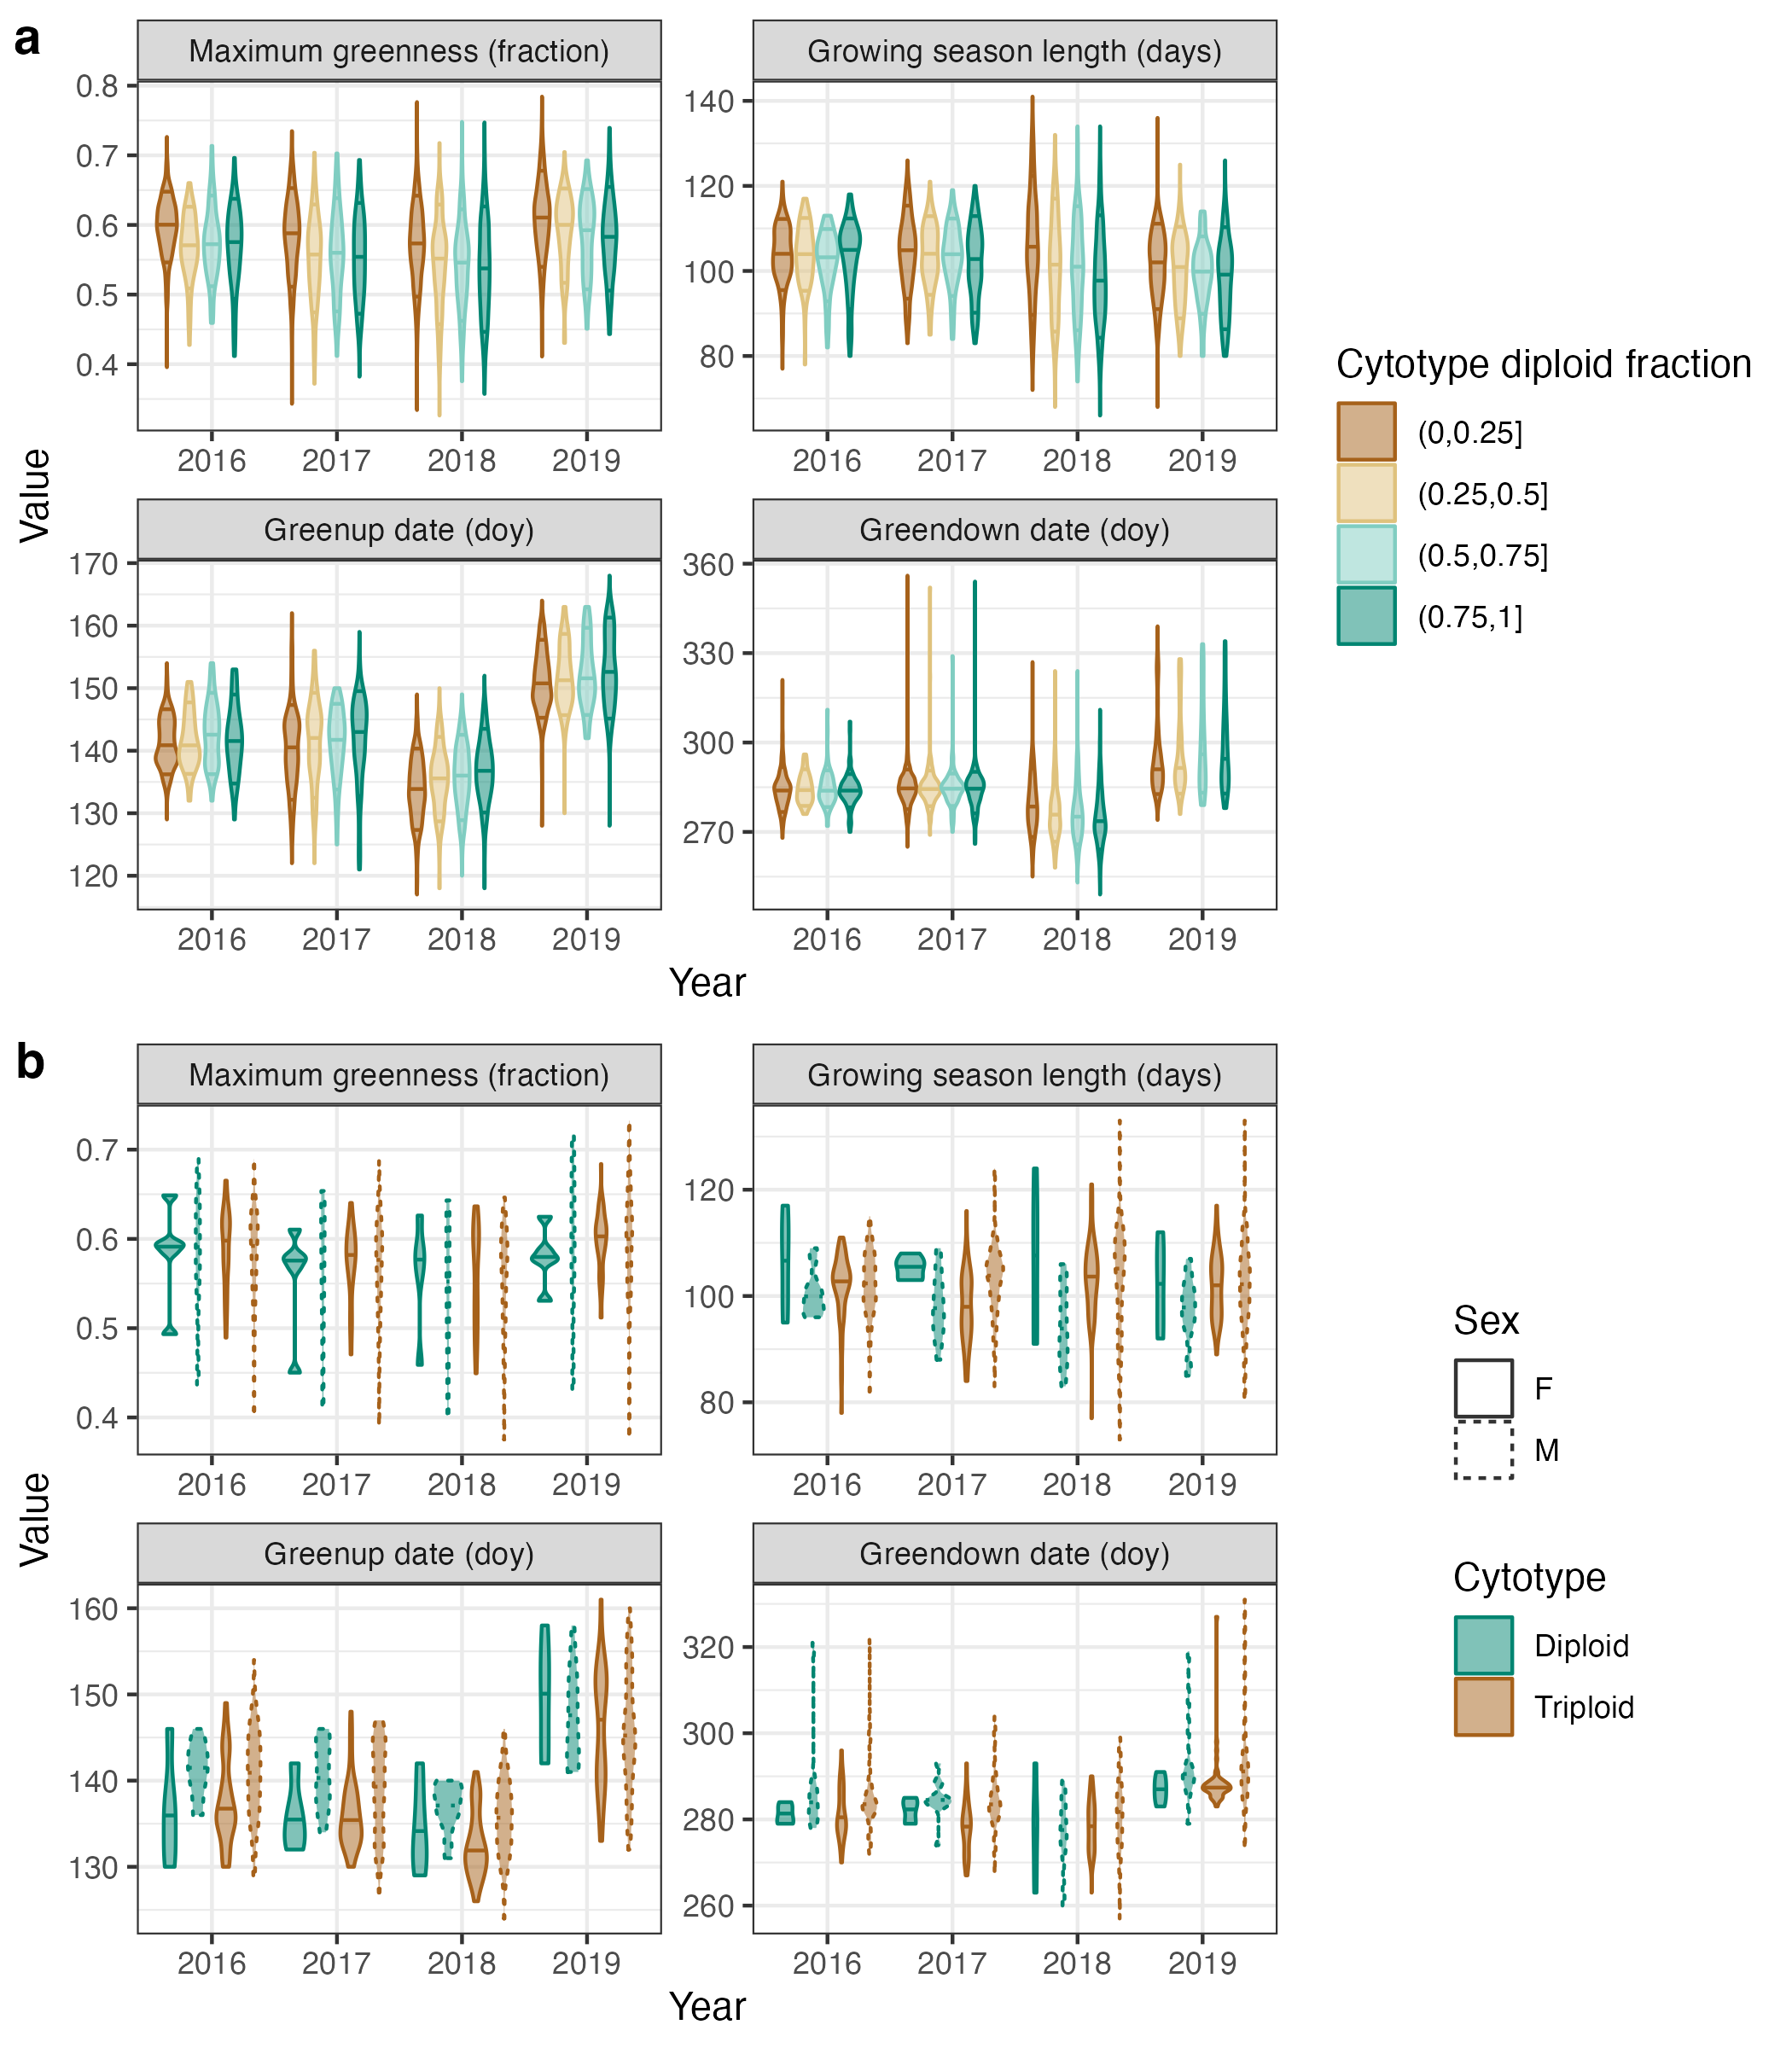 a
Maximum greenness (fraction)
Growing season length (days)
0.8
0.7
0.6
0.5
0.4
140
120
100
80
2016 2017 2018 2019
2016 2017 2018 2019
Value
Greenup date (doy)
Greendown date (doy)
170
160
150
140
130
120
360
330
300
270
2016 2017 2018 2019
2016 2017 2018 2019
Year
Cytotype diploid fraction
(0,0.25]
(0.25,0.5]
(0.5,0.75]
(0.75,1]
b
Maximum greenness (fraction)
Growing season length (days)
0.7
0.6
0.5
0.4
120
100
80
2016 2017 2018 2019
2016 2017 2018 2019
Value
Greenup date (doy)
Greendown date (doy)
160
150
140
130
320
300
280
260
2016 2017 2018 2019
2016 2017 2018 2019
Year
Sex
F
M
Cytotype
Diploid
Triploid